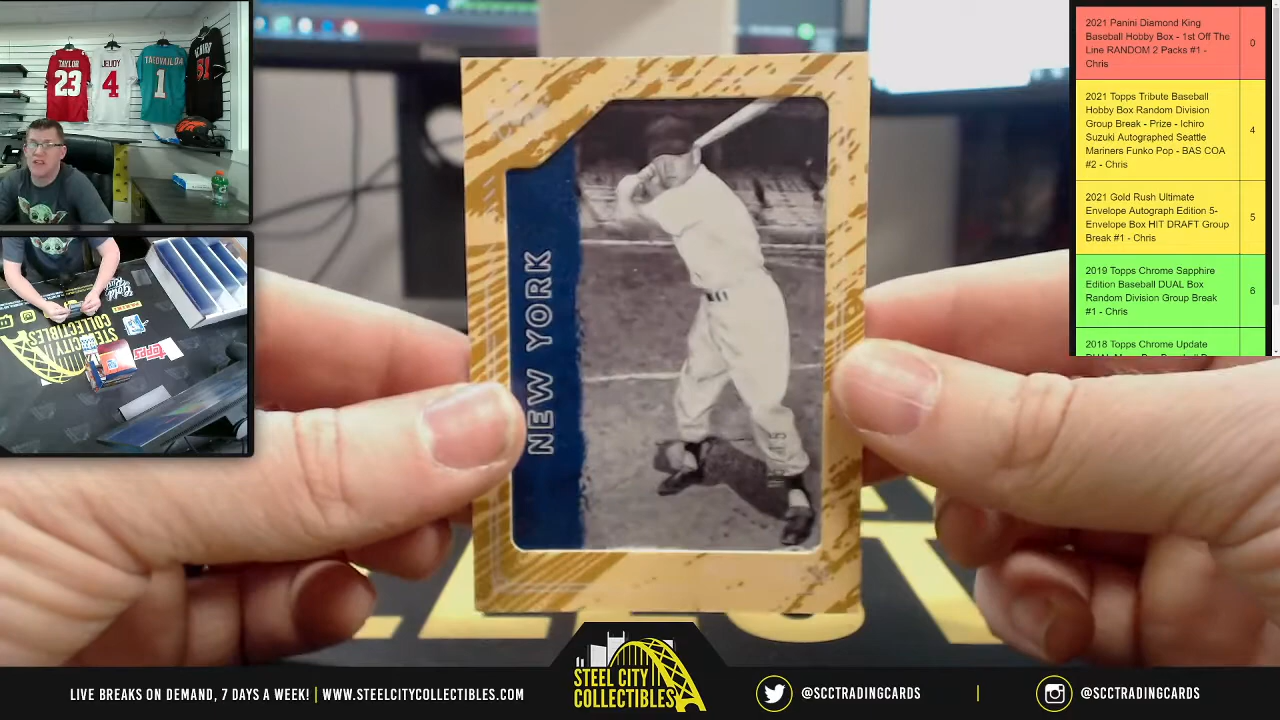 TAYLOR
23
JEUDY
4
TAGOVAILOA
1
51
2021 Panini Diamond King
Baseball Hobby Box - 1st Off The
Line RANDOM 2 Packs #1 -
Chris
0
2021 Topps Tribute Baseball
Hobby Box Random Division
Group Break - Prize - Ichiro
Suzuki Autographed Seattle
Mariners Funko Pop - BAS COA
#2 - Chris
4
2021 Gold Rush Ultimate
Envelope Autograph Edition 5-
Envelope Box HIT DRAFT Group
Break #1 - Chris
5
2019 Topps Chrome Sapphire
Edition Baseball DUAL Box
Random Division Group Break
#1 - Chris
6
2018 Topps Chrome Update
NEW YORK
STEEL CITY
COLLECTIBLES
topps
LIVE BREAKS ON DEMAND, 7 DAYS A WEEK! | WWW.STEELCITYCOLLECTIBLES.COM
STEEL CITY
COLLECTIBLES
@SCCTRADINGCARDS
|
@SCCTRADINGCARDS